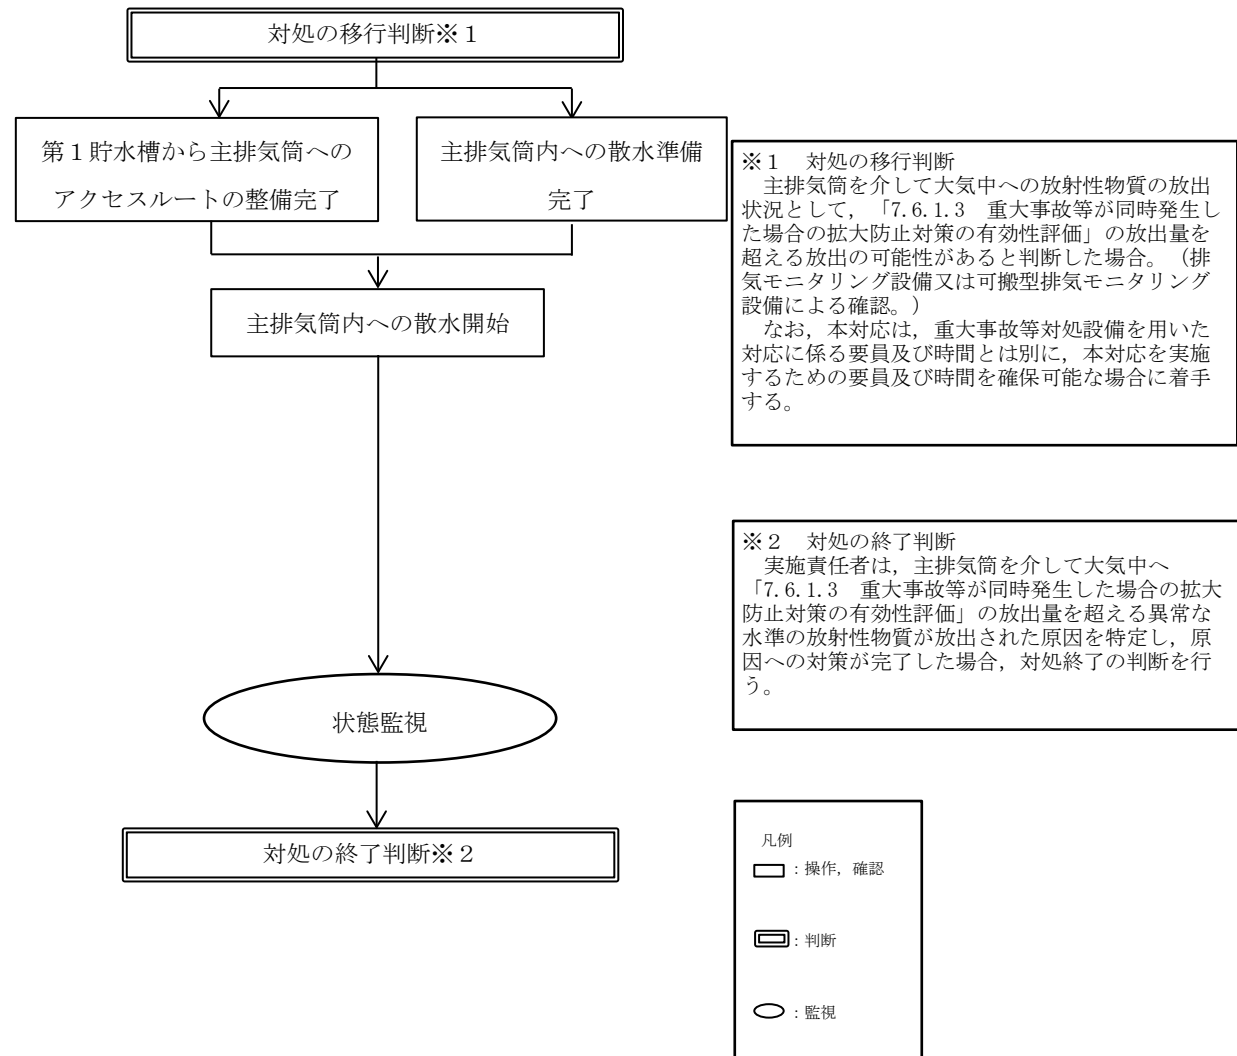 対処の移行判断※１
第１貯水槽から主排気筒への
アクセスルートの整備完了
主排気筒内への散水準備
完了
主排気筒内への散水開始
状態監視
対処の終了判断※２
※１　対処の移行判断
　主排気筒を介して大気中への放射性物質の放出
状況として，「7.6.1.3　重大事故等が同時発生し
た場合の拡大防止対策の有効性評価」の放出量を
超える放出の可能性があると判断した場合。（排
気モニタリング設備又は可搬型排気モニタリング
設備による確認。）
　なお，本対応は，重大事故等対処設備を用いた
対応に係る要員及び時間とは別に，本対応を実施
するための要員及び時間を確保可能な場合に着手
する。
※２　対処の終了判断
　実施責任者は，主排気筒を介して大気中へ
「7.6.1.3　重大事故等が同時発生した場合の拡大
防止対策の有効性評価」の放出量を超える異常な
水準の放射性物質が放出された原因を特定し，原
因への対策が完了した場合，対処終了の判断を行
う。
凡例
：操作，確認
：判断
：監視